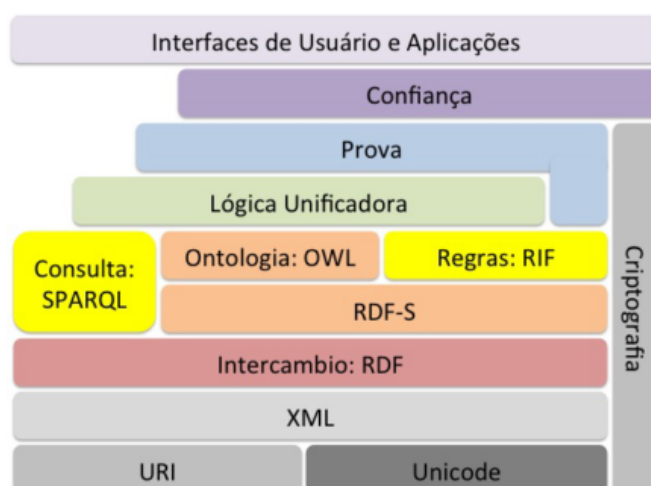 Interfaces de Usuário e Aplicações
Confiança
Prova
Lógica Unificadora
Consulta:
SPARQL
Ontologia: OWL
Regras: RIF
RDF-S
Intercambio: RDF
XML
URI
Unicode
Criptografia